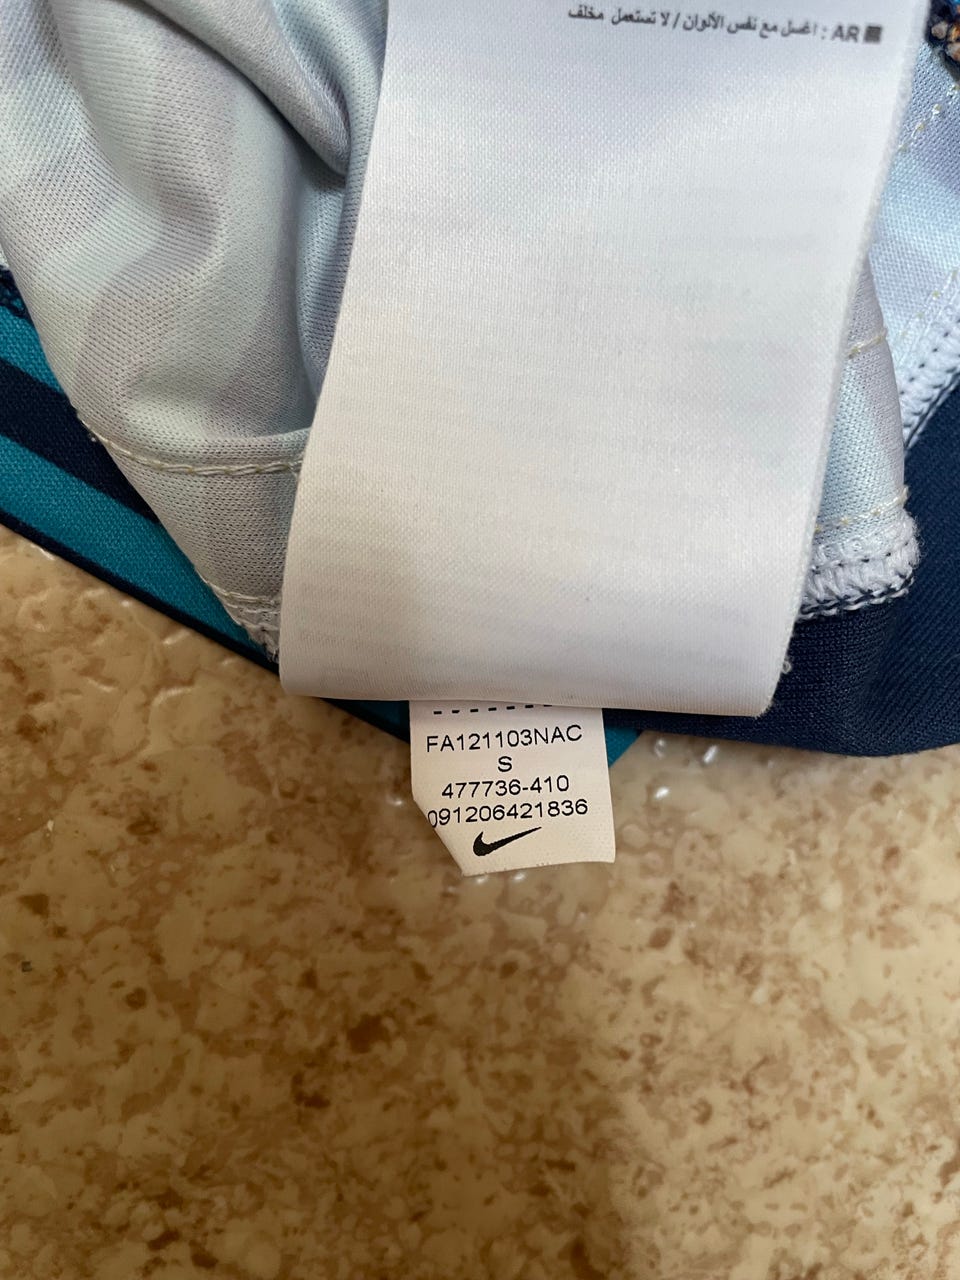 ■ AR : اغسل مع نفس الألوان / لا تستعمل مخلف
FA121103NAC
S
477736-410
091206421836